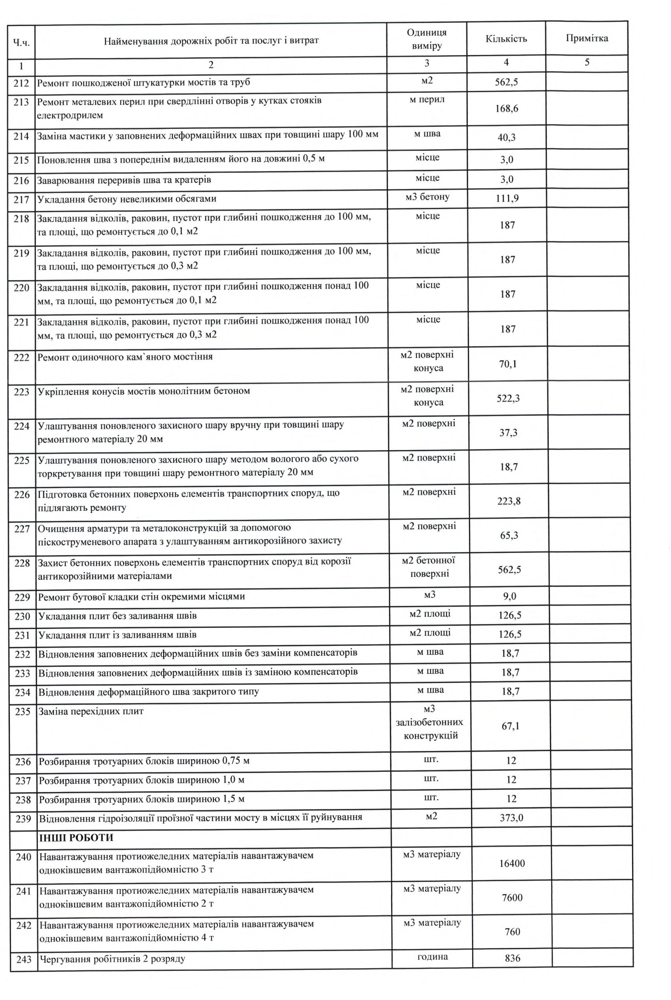 Ч.ч.
Найменування дорожніх робіт та послуг і витрат
Одиниця
виміру
Кількість
Примітка
1
2
3
4
5
212
Ремонт пошкодженої штукатурки мостів та труб
м2
562,5
213
Ремонт металевих перил при свердлінні отворів у кутках стояків
електродрилем
м перил
168,6
214
Заміна мастики у заповнених деформаційних швах при товщині шару 100 мм
м шва
40,3
215
Поновлення шва з попереднім видаленням його на довжині 0,5 м
місце
3,0
216
Заварювання переривів шва та кратерів
місце
3,0
217
Укладання бетону невеликими обсягами
м3 бетону
111,9
218
Закладання відколів, раковин, пустот при глибині пошкодження до 100 мм,
та площі, що ремонтується до 0,1 м2
місце
187
219
Закладання відколів, раковин, пустот при глибині пошкодження до 100 мм,
та площі, що ремонтується до 0,3 м2
місце
187
220
Закладання відколів, раковин, пустот при глибині пошкодження понад 100
мм, та площі, що ремонтується до 0,1 м2
місце
187
221
Закладання відколів, раковин, пустот при глибині пошкодження понад 100
мм, та площі, що ремонтується до 0,3 м2
місце
187
222
Ремонт одиночного кам`яного мостіння
м2 поверхні
конуса
70,1
223
Укріплення конусів мостів монолітним бетоном
м2 поверхні
конуса
522,3
224
Улаштування поновленого захисного шару вручну при товщині шару
ремонтного матеріалу 20 мм
м2 поверхні
37,3
225
Улаштування поновленого захисного шару методом вологого або сухого
торкретування при товщині шару ремонтного матеріалу 20 мм
м2 поверхні
18,7
226
Підготовка бетонних поверхонь елементів транспортних споруд, що
підлягають ремонту
м2 поверхні
223,8
227
Очищення арматури та металоконструкцій за допомогою
піскоструменевого апарата з улаштуванням антикорозійного захисту
м2 поверхні
65,3
228
Захист бетонних поверхонь елементів транспортних споруд від корозії
антикорозійними матеріалами
м2 бетонної
поверхні
562,5
229
Ремонт бутової кладки стін окремими місцями
м3
9,0
230
Укладання плит без заливання швів
м2 площі
126,5
231
Укладання плит із заливанням швів
м2 площі
126,5
232
Відновлення заповнених деформаційних швів без заміни компенсаторів
м шва
18,7
233
Відновлення заповнених деформаційних швів із заміною компенсаторів
м шва
18,7
234
Відновлення деформаційного шва закритого типу
м шва
18,7
235
Заміна перехідних плит
м3
залізобетонних
конструкцій
67,1
236
Розбирання тротуарних блоків шириною 0,75 м
шт.
12
237
Розбирання тротуарних блоків шириною 1,0 м
шт.
12
238
Розбирання тротуарних блоків шириною 1,5 м
шт.
12
239
Відновлення гідроізоляції проїзної частини мосту в місцях її руйнування
м2
373,0
ІНШІ РОБОТИ
240
Навантажування протиожеледних матеріалів навантажувачем
одноківшевим вантажопідйомністю 3 т
м3 матеріалу
16400
241
Навантажування протиожеледних матеріалів навантажувачем
одноківшевим вантажопідйомністю 2 т
м3 матеріалу
7600
242
Навантажування протиожеледних матеріалів навантажувачем
одноківшевим вантажопідйомністю 4 т
м3 матеріалу
760
243
Чергування робітників 2 розряду
година
836